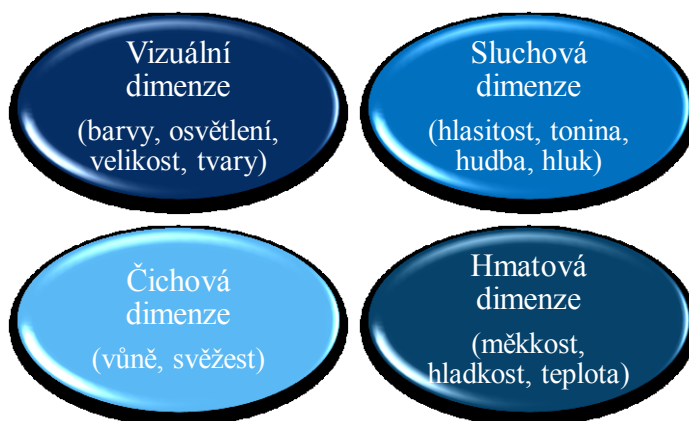 Vizuální
dimenze
(barvy, osvětlení,
velikost, tvary)
Sluchová
dimenze
(hlasitost, tonina,
hudba, hluk)
Čichová
dimenze
(vůně, svěžest)
Hmatová
dimenze
(měkkost,
hladkost, teplota)